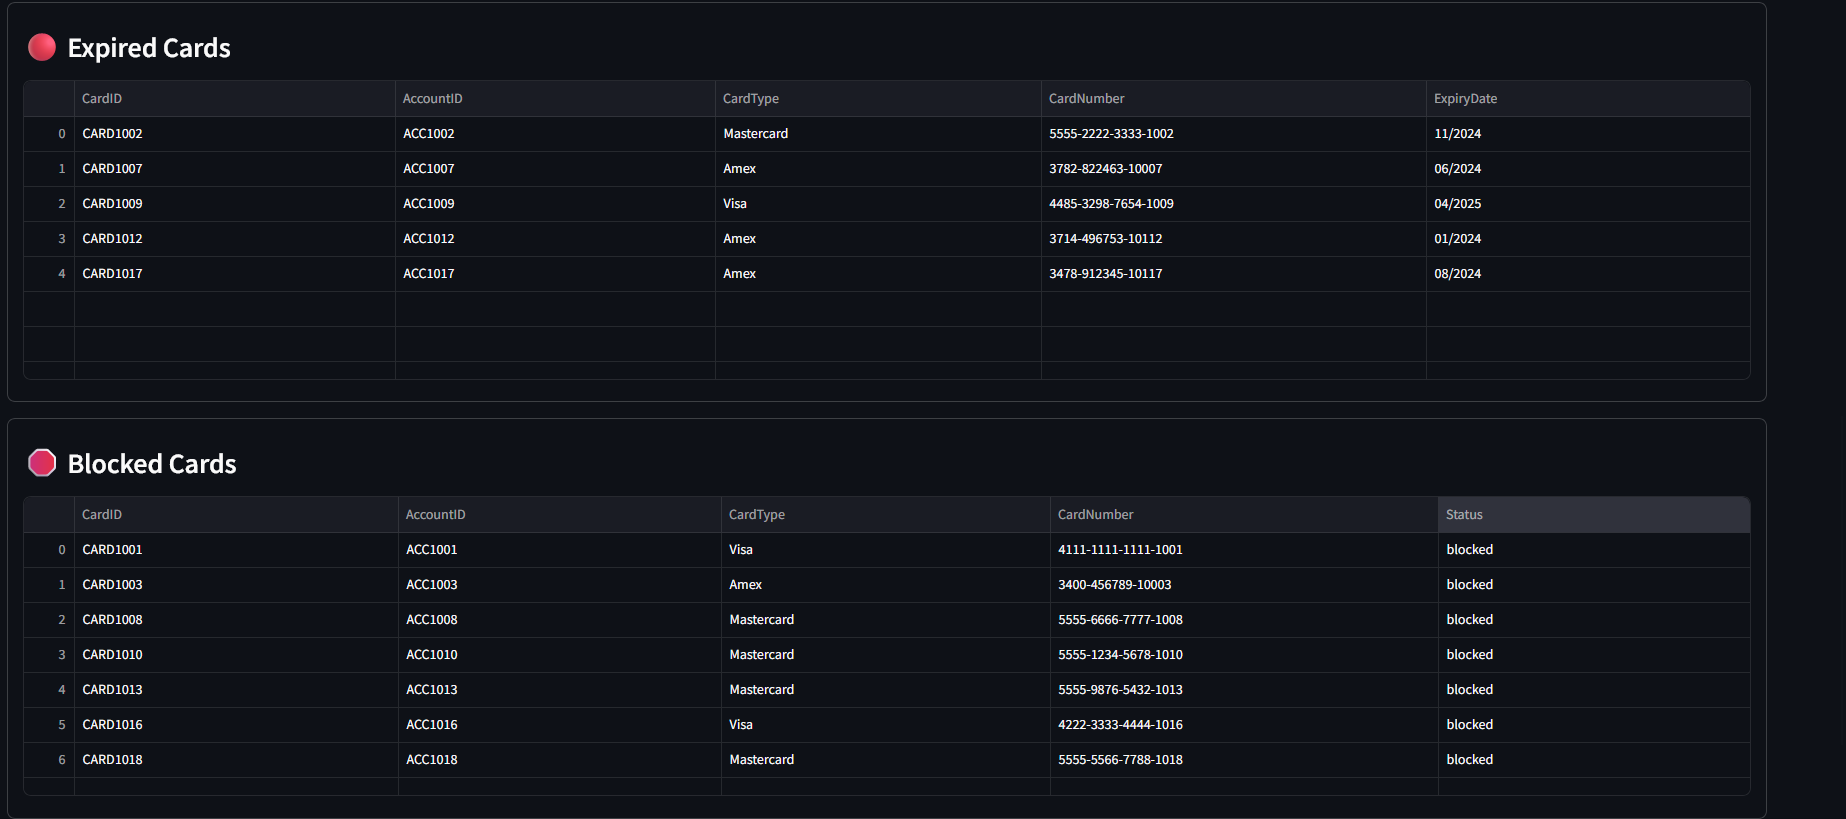 Expired Cards
CardID AccountID CardType CardNumber ExpiryDate
0 CARD1002 ACC1002 Mastercard 5555-2222-3333-1002 11/2024
1 CARD1007 ACC1007 Amex 3782-822463-10007 06/2024
2 CARD1009 ACC1009 Visa 4485-3298-7654-1009 04/2025
3 CARD1012 ACC1012 Amex 3714-496753-10112 01/2024
4 CARD1017 ACC1017 Amex 3478-912345-10117 08/2024
Blocked Cards
CardID AccountID CardType CardNumber Status
0 CARD1001 ACC1001 Visa 4111-1111-1111-1001 blocked
1 CARD1003 ACC1003 Amex 3400-456789-10003 blocked
2 CARD1008 ACC1008 Mastercard 5555-6666-7777-1008 blocked
3 CARD1010 ACC1010 Mastercard 5555-1234-5678-1010 blocked
4 CARD1013 ACC1013 Mastercard 5555-9876-5432-1013 blocked
5 CARD1016 ACC1016 Visa 4222-3333-4444-1016 blocked
6 CARD1018 ACC1018 Mastercard 5555-5566-7788-1018 blocked